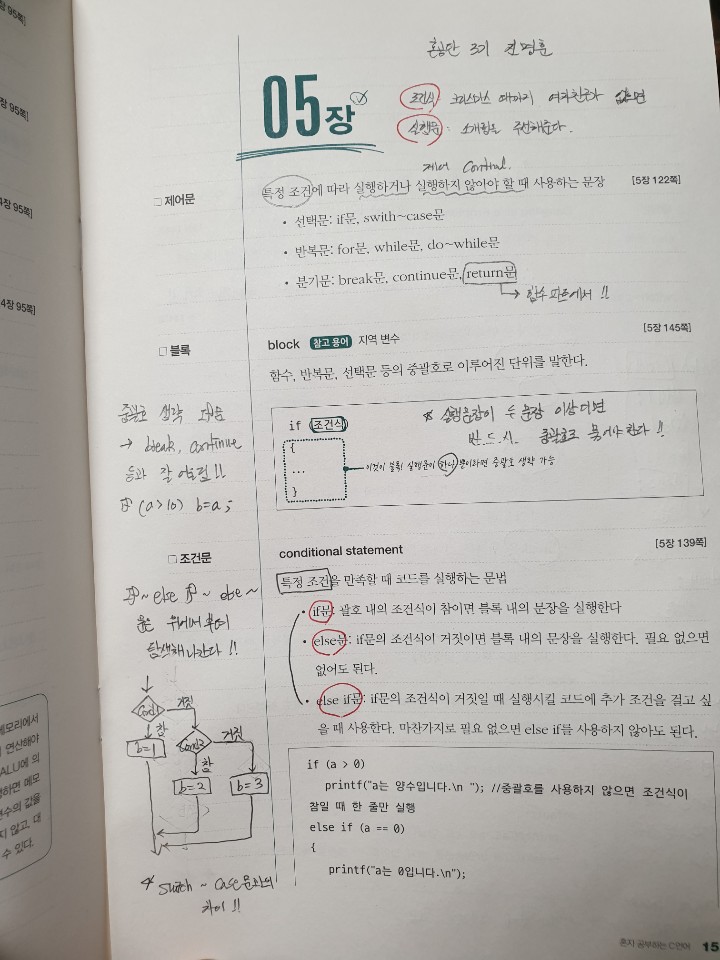 장 95쪽]
장 95쪽]
장 95쪽]
4장 95쪽]
혼공단 3기 진명훈
05장
조건식 크리스마스 때까지 여자친구가 없으면
실행문: 소개팅을 주선해준다.
제어 Control.
제어문
특정 조건에 따라 실행하거나 실행하지 않아야 할 때 사용하는 문장 [5장 122쪽]
• 선택문: if문, swith~case문
• 반복문: for문, while문, do~while문
• 분기문: break문, continue문, return문
→ 함수 파트에서 !!
블록
block 참고 용어 지역 변수 [5장 145쪽]
함수, 반복문, 선택문 등의 중괄호로 이루어진 단위를 말한다.
중괄호 생략
→ break, continue
등과 잘 어울림!!
if (a>10) b=a;
if (조건식)
{
...
}
이것이 블록! 실행문이 하나뿐이라면 중괄호 생략 가능
실행문장이 두 문장 이상이면
반드시 중괄호로 묶어야 한다!!
조건문
conditional statement [5장 139쪽]
특정 조건을 만족할 때 코드를 실행하는 문법
• if문: 괄호 내의 조건식이 참이면 블록 내의 문장을 실행한다
• else문: if문의 조건식이 거짓이면 블록 내의 문장을 실행한다. 필요 없으면
없어도 된다.
• else if문: if문의 조건식이 거짓일 때 실행시킬 코드에 추가 조건을 걸고 싶
을 때 사용한다. 마찬가지로 필요 없으면 else if를 사용하지 않아도 된다.
if ~ else if ~ else ~
문은 위에서부터
탐색해 나간다!!
cond1 거짓
참
b=1 cond2 거짓
참
b=2 b=3
* switch ~ case문과의
차이!!
if (a > 0)
printf("a는 양수입니다.\n "); //중괄호를 사용하지 않으면 조건식이
참일 때 한 줄만 실행
else if (a == 0)
{
printf("a는 0입니다.\n");
메모리에서
연산해야
ALU에 의
하면 메모
변수의 값을
지 않고, 대
수 있다.
혼자 공부하는 C 언어 15